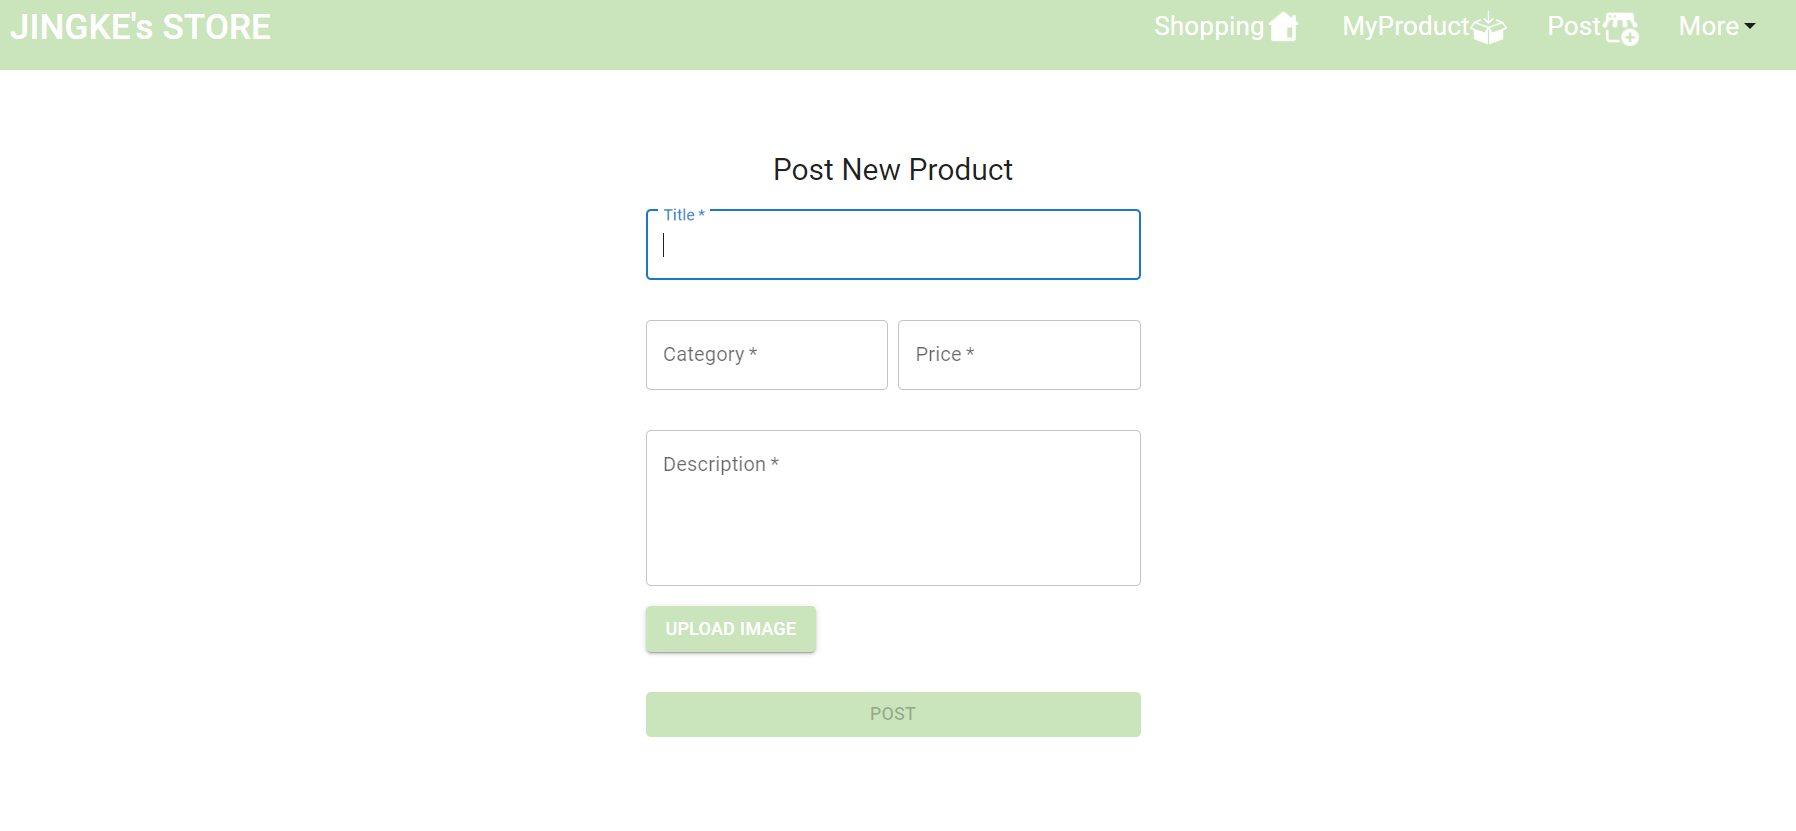 JINGKE's STORE
Shopping MyProduct Post More
Post New Product
Title *
Category * Price *
Description *
UPLOAD IMAGE
POST